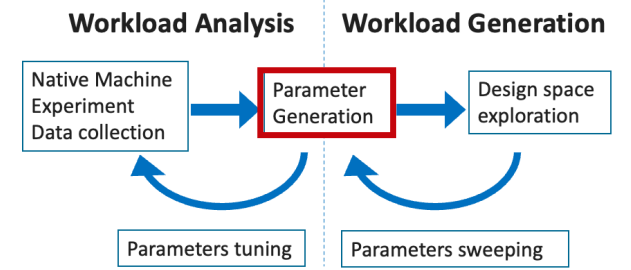 Workload Analysis
Workload Generation
Native Machine
Experiment
Data collection
Parameter
Generation
Design space
exploration
Parameters tuning
Parameters sweeping